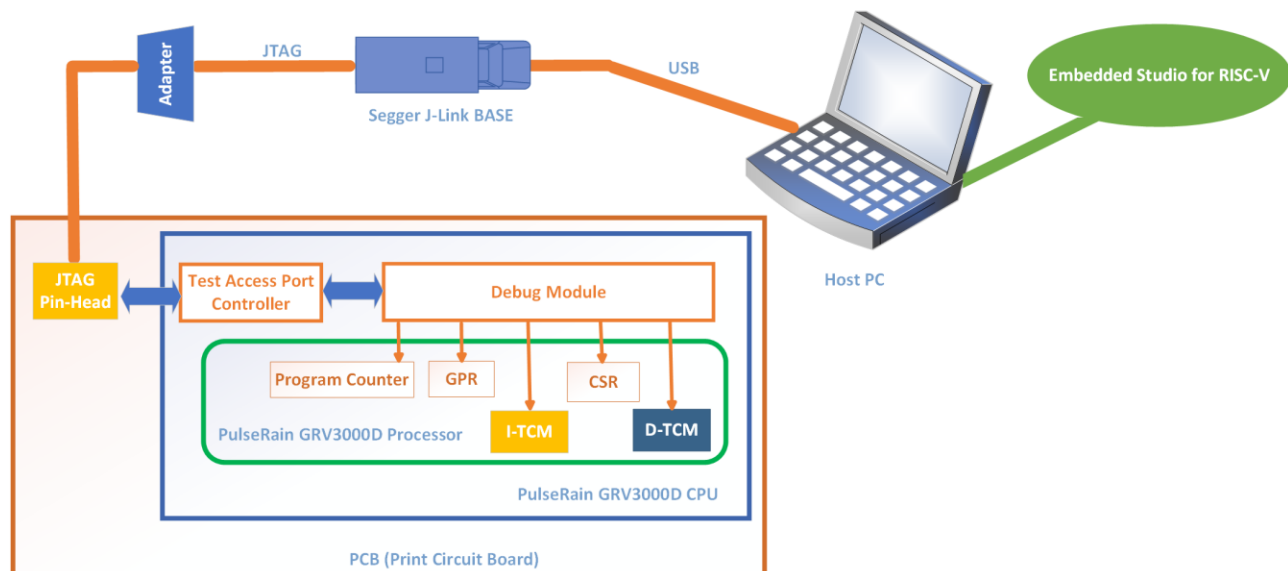 Adapter
JTAG
Segger J-Link BASE
USB
Embedded Studio for RISC-V
Host PC
JTAG
Pin-Head
Test Access Port
Controller
Debug Module
Program Counter
GPR
CSR
I-TCM
D-TCM
PulseRain GRV3000D Processor
PulseRain GRV3000D CPU
PCB (Print Circuit Board)